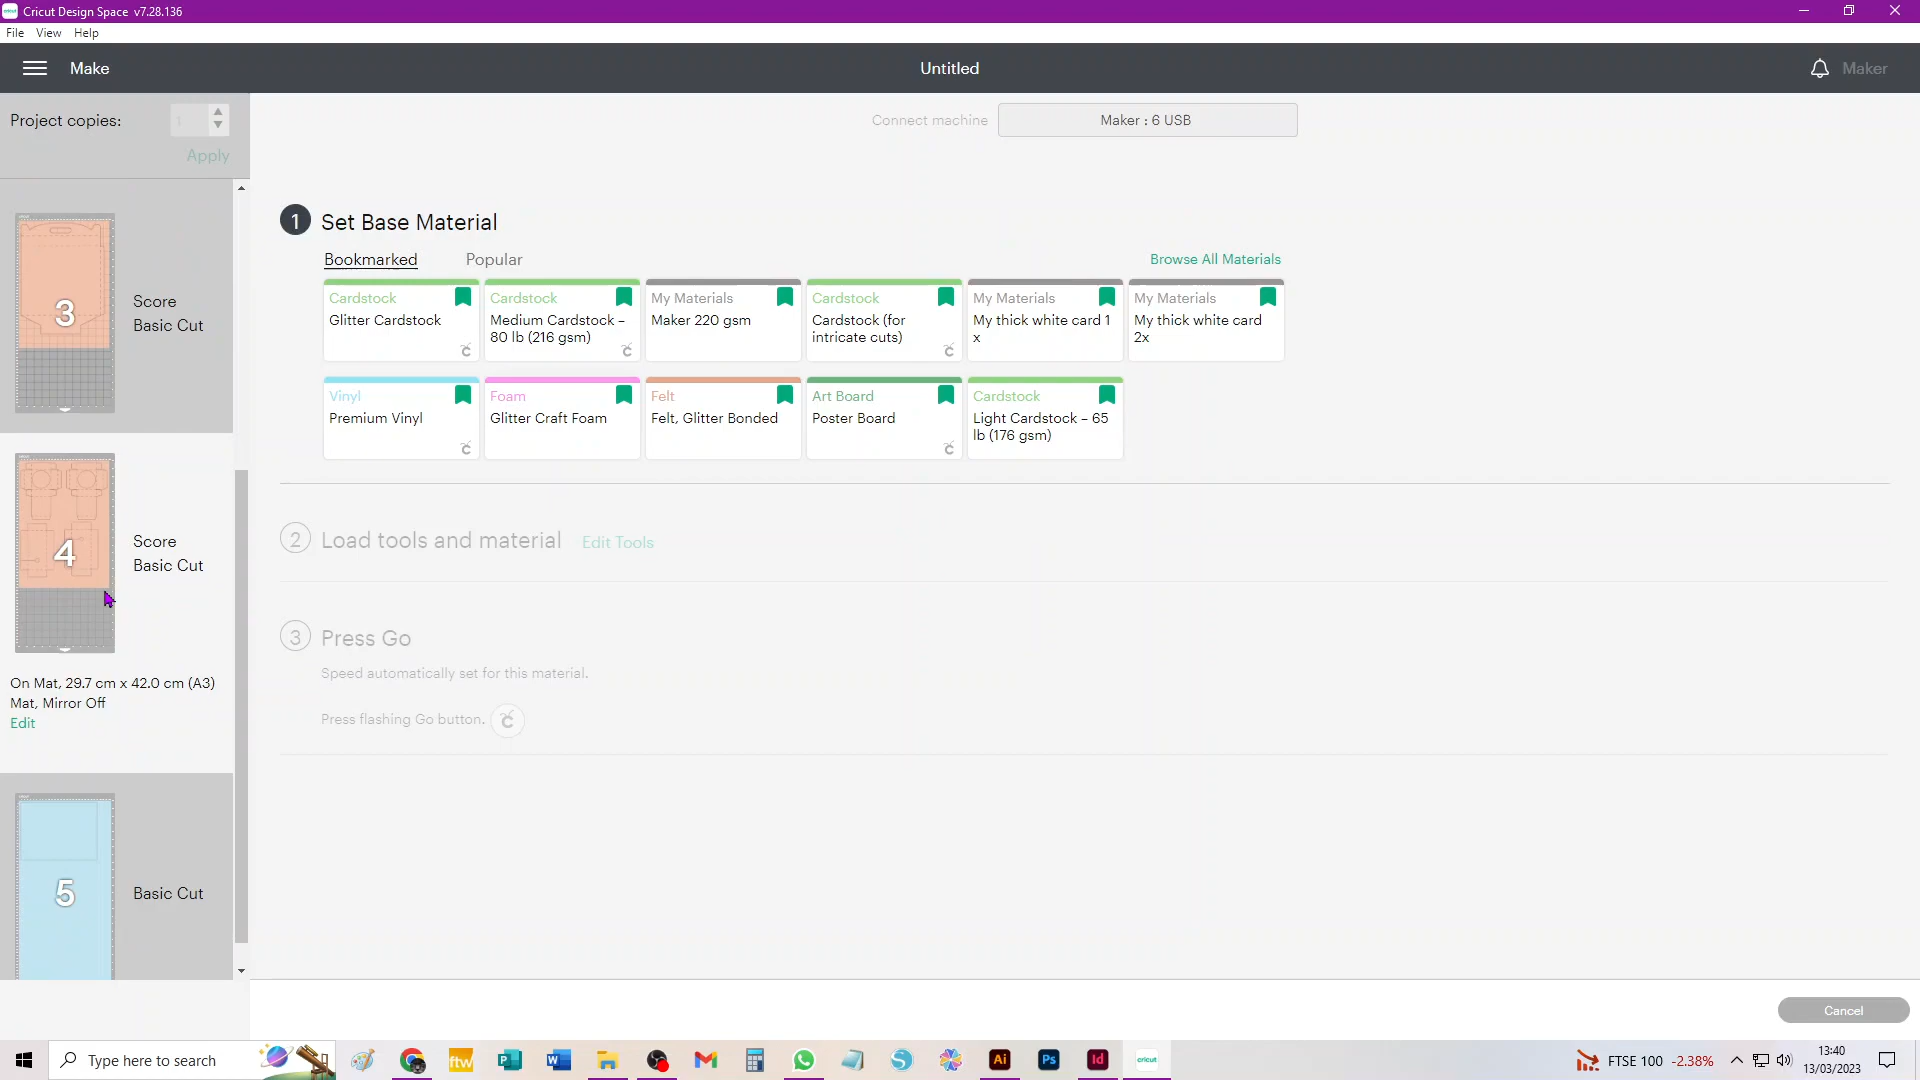 Cricut Design Space v7.28.136
File View Help
Make
Untitled
Maker
Project copies: 1
Apply
Connect machine
Maker : 6 USB
3
Score
Basic Cut
4
Score
Basic Cut
On Mat, 29.7 cm x 42.0 cm (A3)
Mat, Mirror Off
Edit
5
Basic Cut
1 Set Base Material
Bookmarked Popular Browse All Materials
Cardstock
Glitter Cardstock
Cardstock
Medium Cardstock –
80 lb (216 gsm)
My Materials
Maker 220 gsm
Cardstock
Cardstock (for
intricate cuts)
My Materials
My thick white card 1
x
My Materials
My thick white card
2x
Vinyl
Premium Vinyl
Foam
Glitter Craft Foam
Felt
Felt, Glitter Bonded
Art Board
Poster Board
Cardstock
Light Cardstock – 65
lb (176 gsm)
2 Load tools and material Edit Tools
3 Press Go
Speed automatically set for this material.
Press flashing Go button.
Cancel
Type here to search
ftw
Ai
Ps
Id
cricut
FTSE 100 -2.38%
13:40
13/03/2023